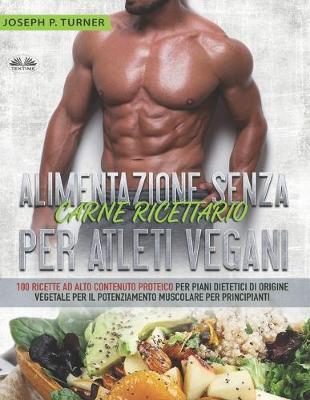 JOSEPH P. TURNER
TEKTIME
ALIMENTAZIONE SENZA
CARNE RICETTARIO
PER ATLETI VEGANI
100 RICETTE AD ALTO CONTENUTO PROTEICO PER PIANI DIETETICI DI ORIGINE
VEGETALE PER IL POTENZIAMENTO MUSCOLARE PER PRINCIPIANTI